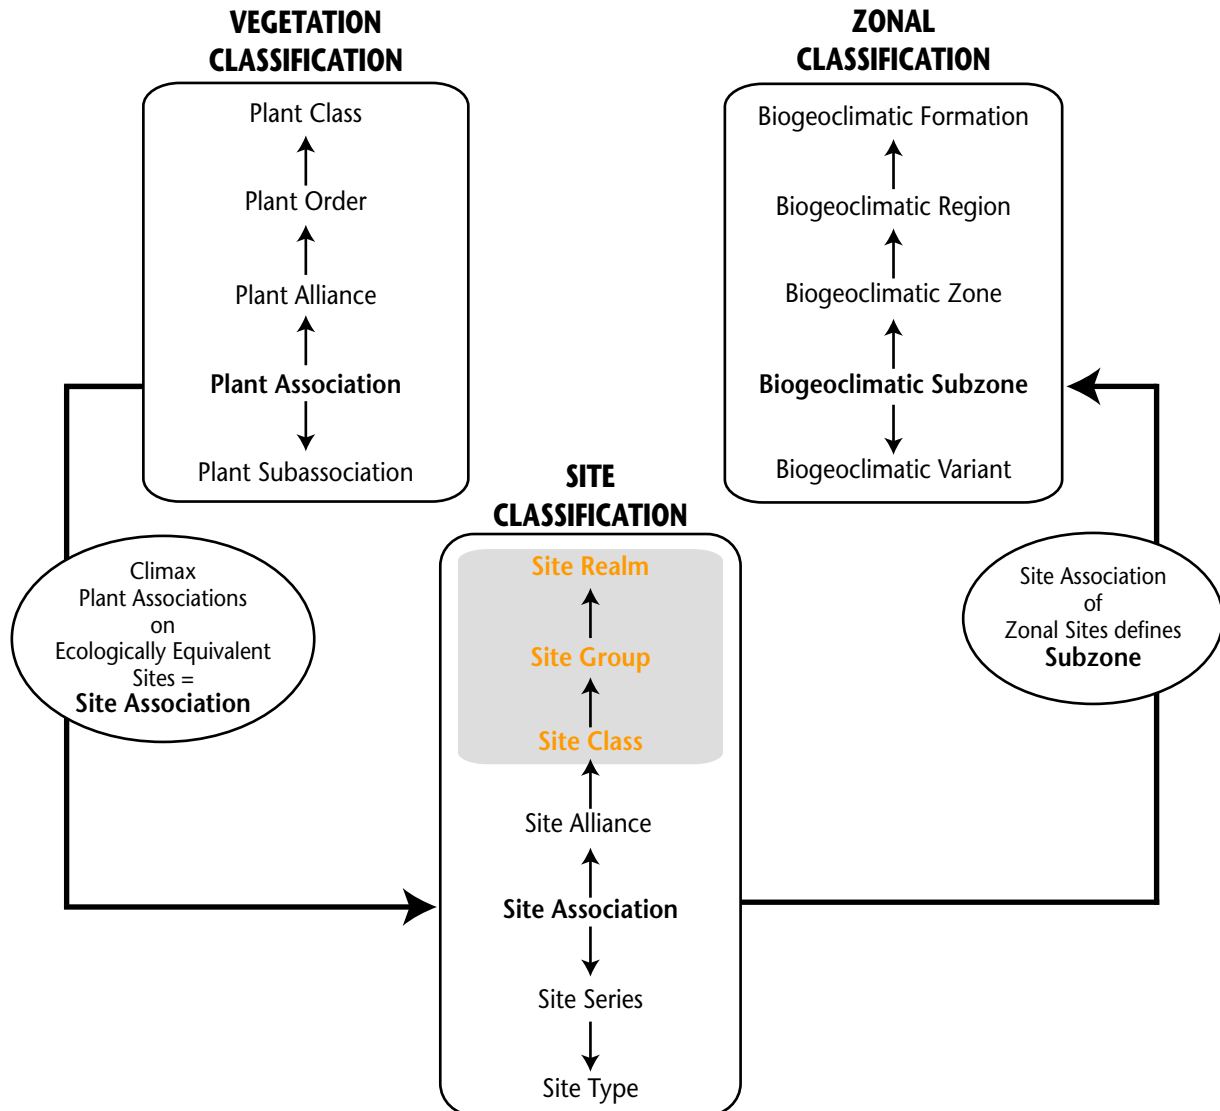 VEGETATION
CLASSIFICATION
Plant Class
Plant Order
Plant Alliance
Plant Association
Plant Subassociation
ZONAL
CLASSIFICATION
Biogeoclimatic Formation
Biogeoclimatic Region
Biogeoclimatic Zone
Biogeoclimatic Subzone
Biogeoclimatic Variant
Climax
Plant Associations
on
Ecologically Equivalent
Sites =
Site Association
SITE
CLASSIFICATION
Site Realm
Site Group
Site Class
Site Alliance
Site Association
Site Series
Site Type
Site Association
of
Zonal Sites defines
Subzone